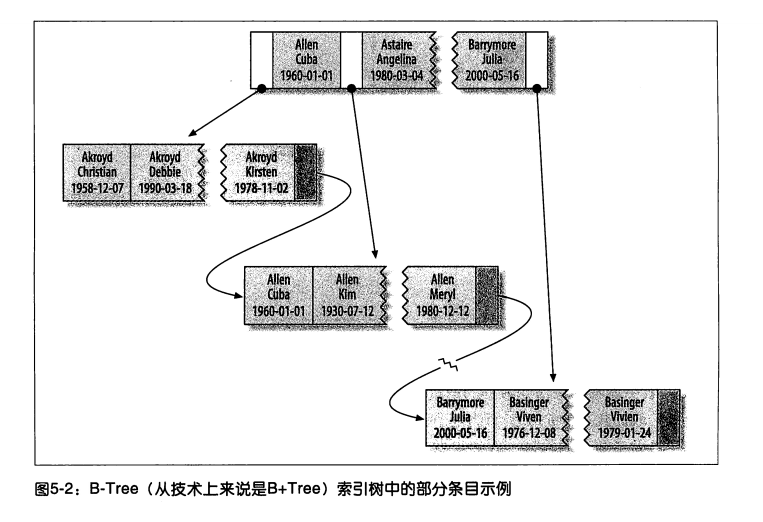 Allen
Cuba
1960-01-01
Astaire
Angelina
1980-03-04
Barrymore
Julia
2000-05-16
Akroyd
Christian
1958-12-07
Akroyd
Debbie
1990-03-18
Akroyd
Kirsten
1978-11-02
Allen
Cuba
1960-01-01
Allen
Kim
1930-07-12
Allen
Meryl
1980-12-12
Barrymore
Julia
2000-05-16
Basinger
Viven
1976-12-08
Basinger
Vivien
1979-01-24
图5-2：B-Tree（从技术上来说是B+Tree）索引树中的部分条目示例